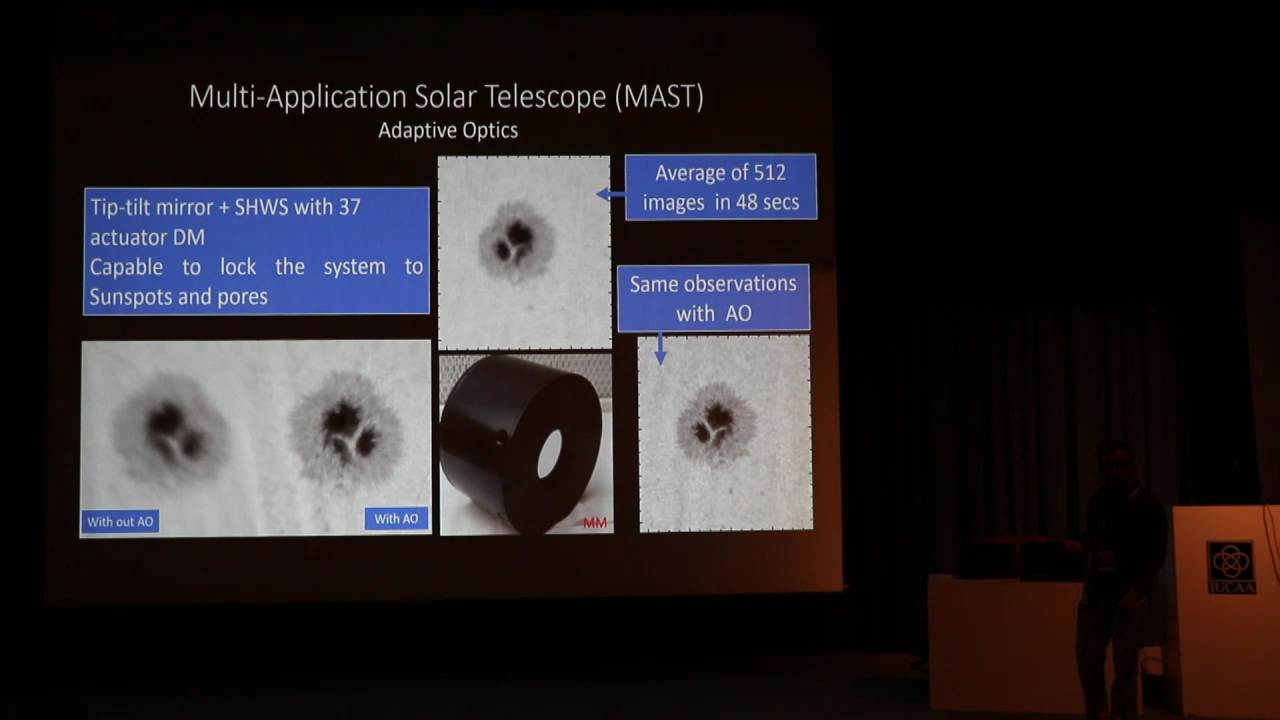 Multi-Application Solar Telescope (MAST)
Adaptive Optics
Tip-tilt mirror + SHWS with 37
actuator DM
Capable to lock the system to
Sunspots and pores
Average of 512
images in 48 secs
Same observations
with AO
With out AO
With AO
MM
IUCAA